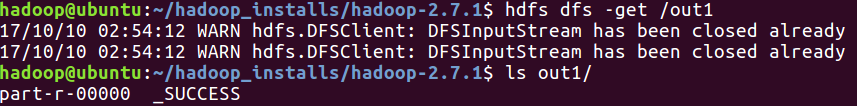 hadoop@ubuntu:~/hadoop_installs/hadoop-2.7.1$ hdfs dfs -get /out1
17/10/10 02:54:12 WARN hdfs.DFSClient: DFSInputStream has been closed already
17/10/10 02:54:12 WARN hdfs.DFSClient: DFSInputStream has been closed already
hadoop@ubuntu:~/hadoop_installs/hadoop-2.7.1$ ls out1/
part-r-00000  _SUCCESS